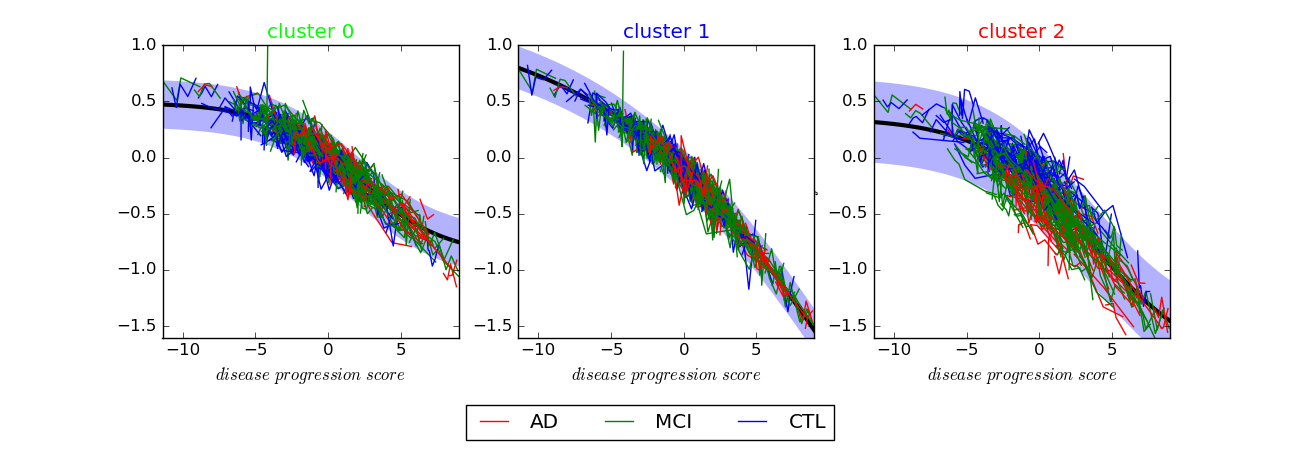 cluster 0 cluster 1 cluster 2
1.0 1.0 1.0
0.5 0.5 0.5
0.0 0.0 0.0
−0.5 −0.5 −0.5
−1.0 −1.0 −1.0
−1.5 −1.5 −1.5
−10 −5 0 5 −10 −5 0 5 −10 −5 0 5
disease progression score disease progression score disease progression score
AD MCI CTL